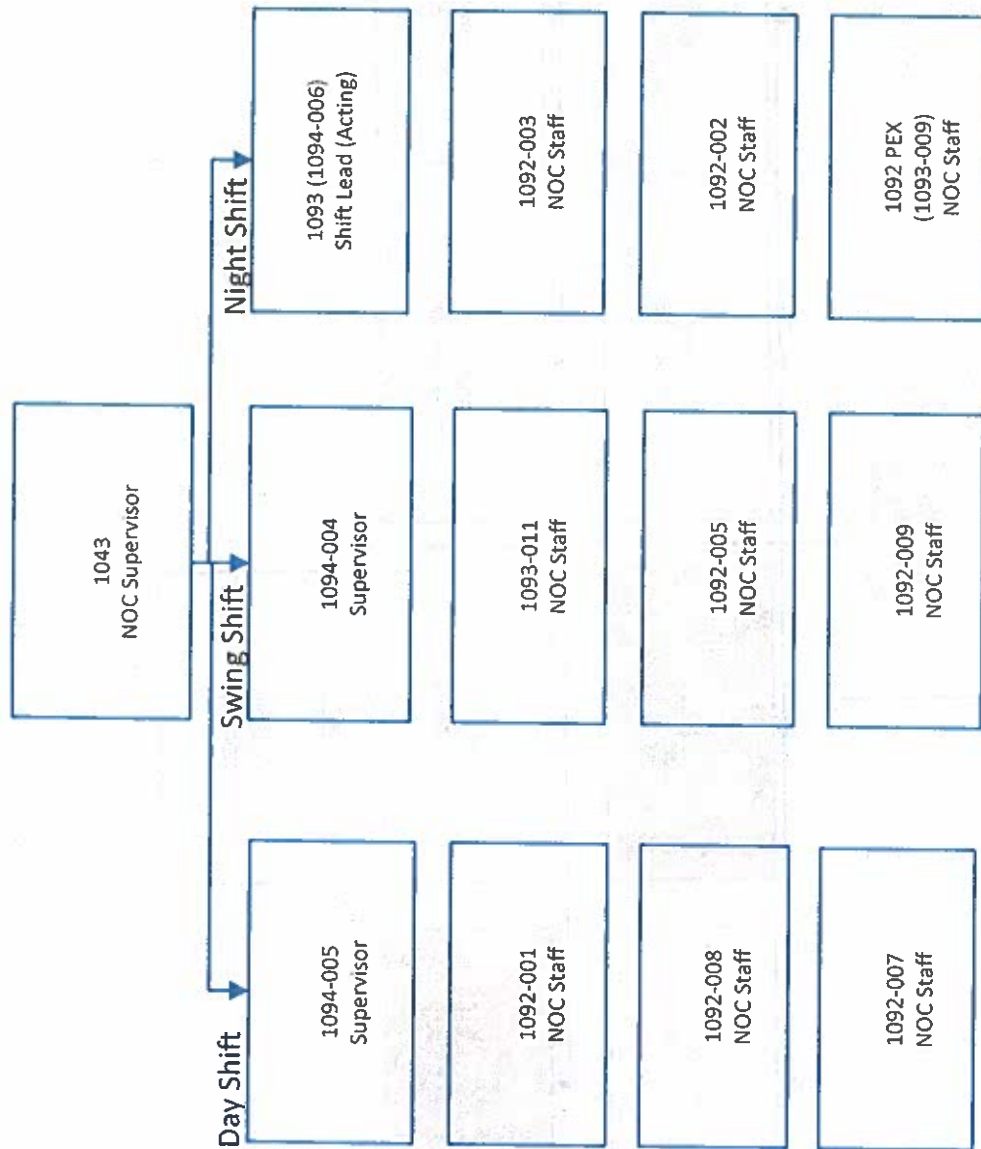 1043
NOC Supervisor
Day Shift
Swing Shift
Night Shift
1094-005
Supervisor
1094-004
Supervisor
1093 (1094-006)
Shift Lead (Acting)
1092-001
NOC Staff
1093-011
NOC Staff
1092-003
NOC Staff
1092-008
NOC Staff
1092-005
NOC Staff
1092-002
NOC Staff
1092-007
NOC Staff
1092-009
NOC Staff
1092 PEX
(1093-009)
NOC Staff